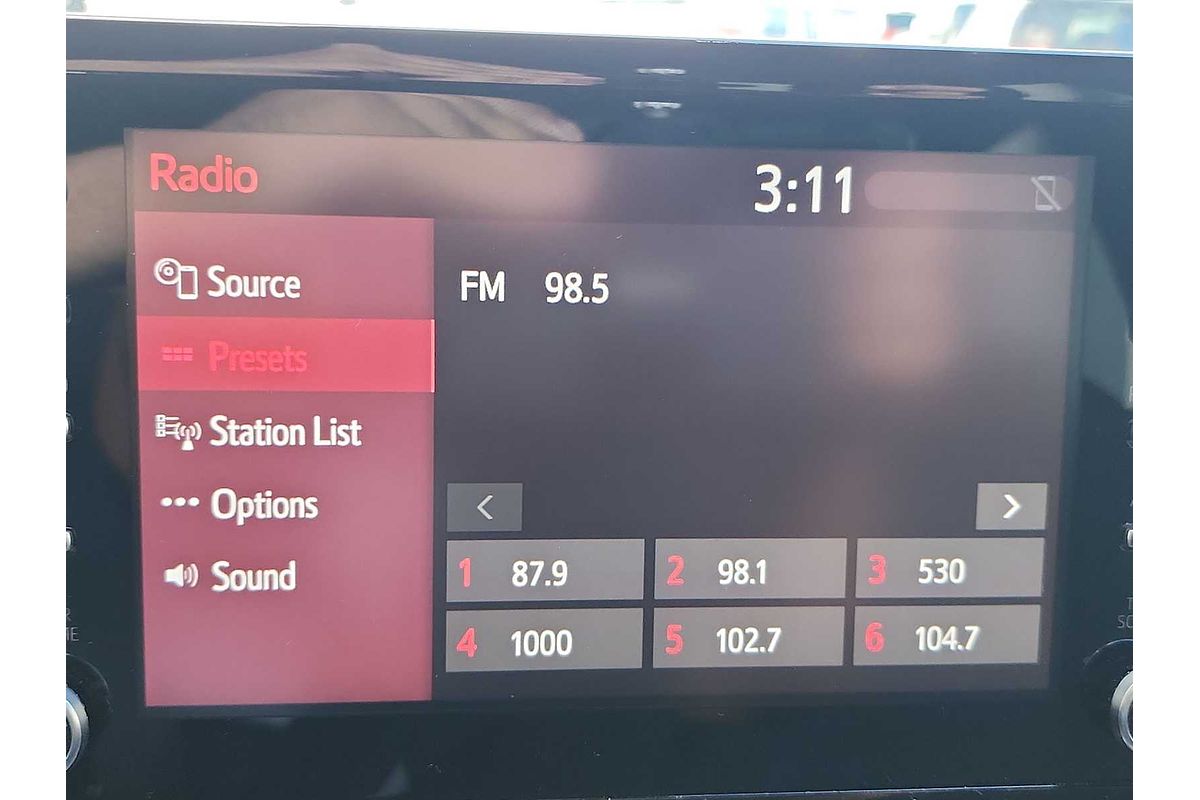 Radio
3:11
Source
FM 98.5
Presets
Station List
Options
Sound
1 87.9
2 98.1
3 530
4 1000
5 102.7
6 104.7